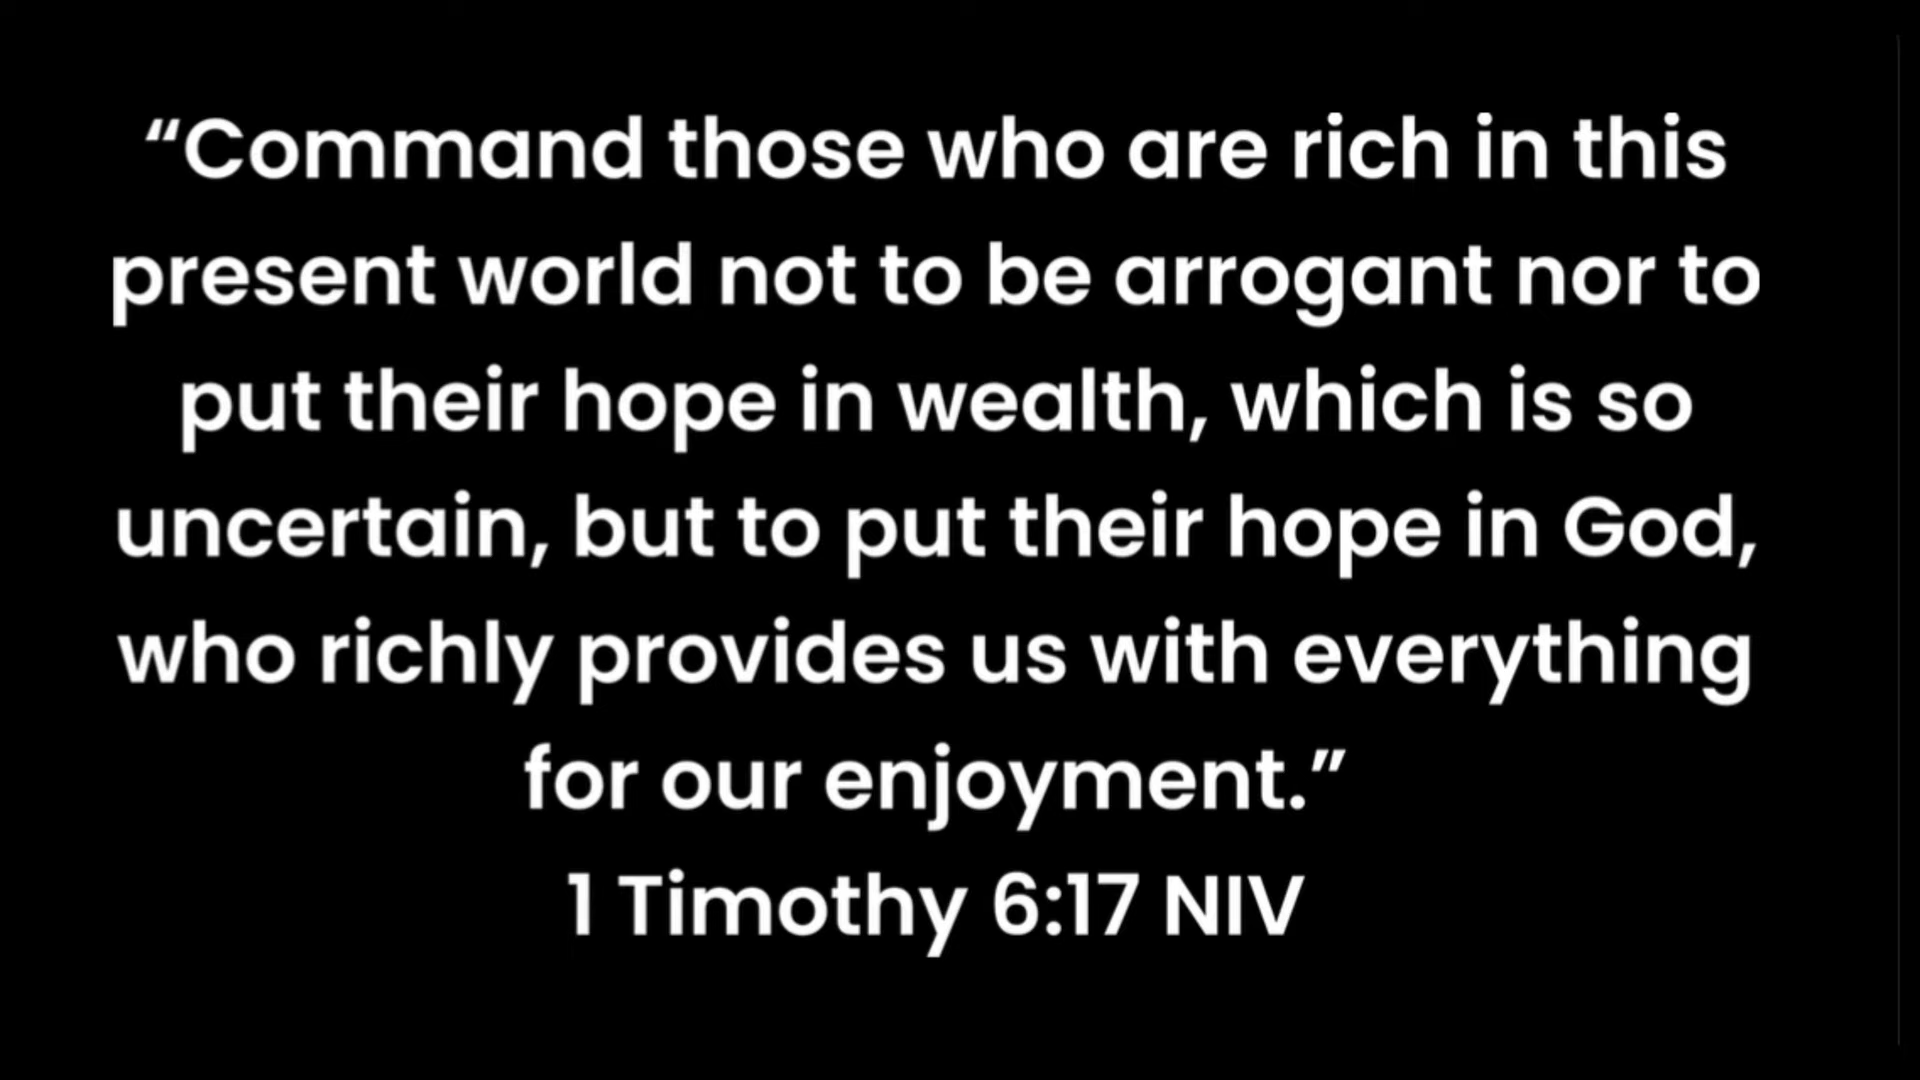 “Command those who are rich in this
present world not to be arrogant nor to
put their hope in wealth, which is so
uncertain, but to put their hope in God,
who richly provides us with everything
for our enjoyment.”
1 Timothy 6:17 NIV